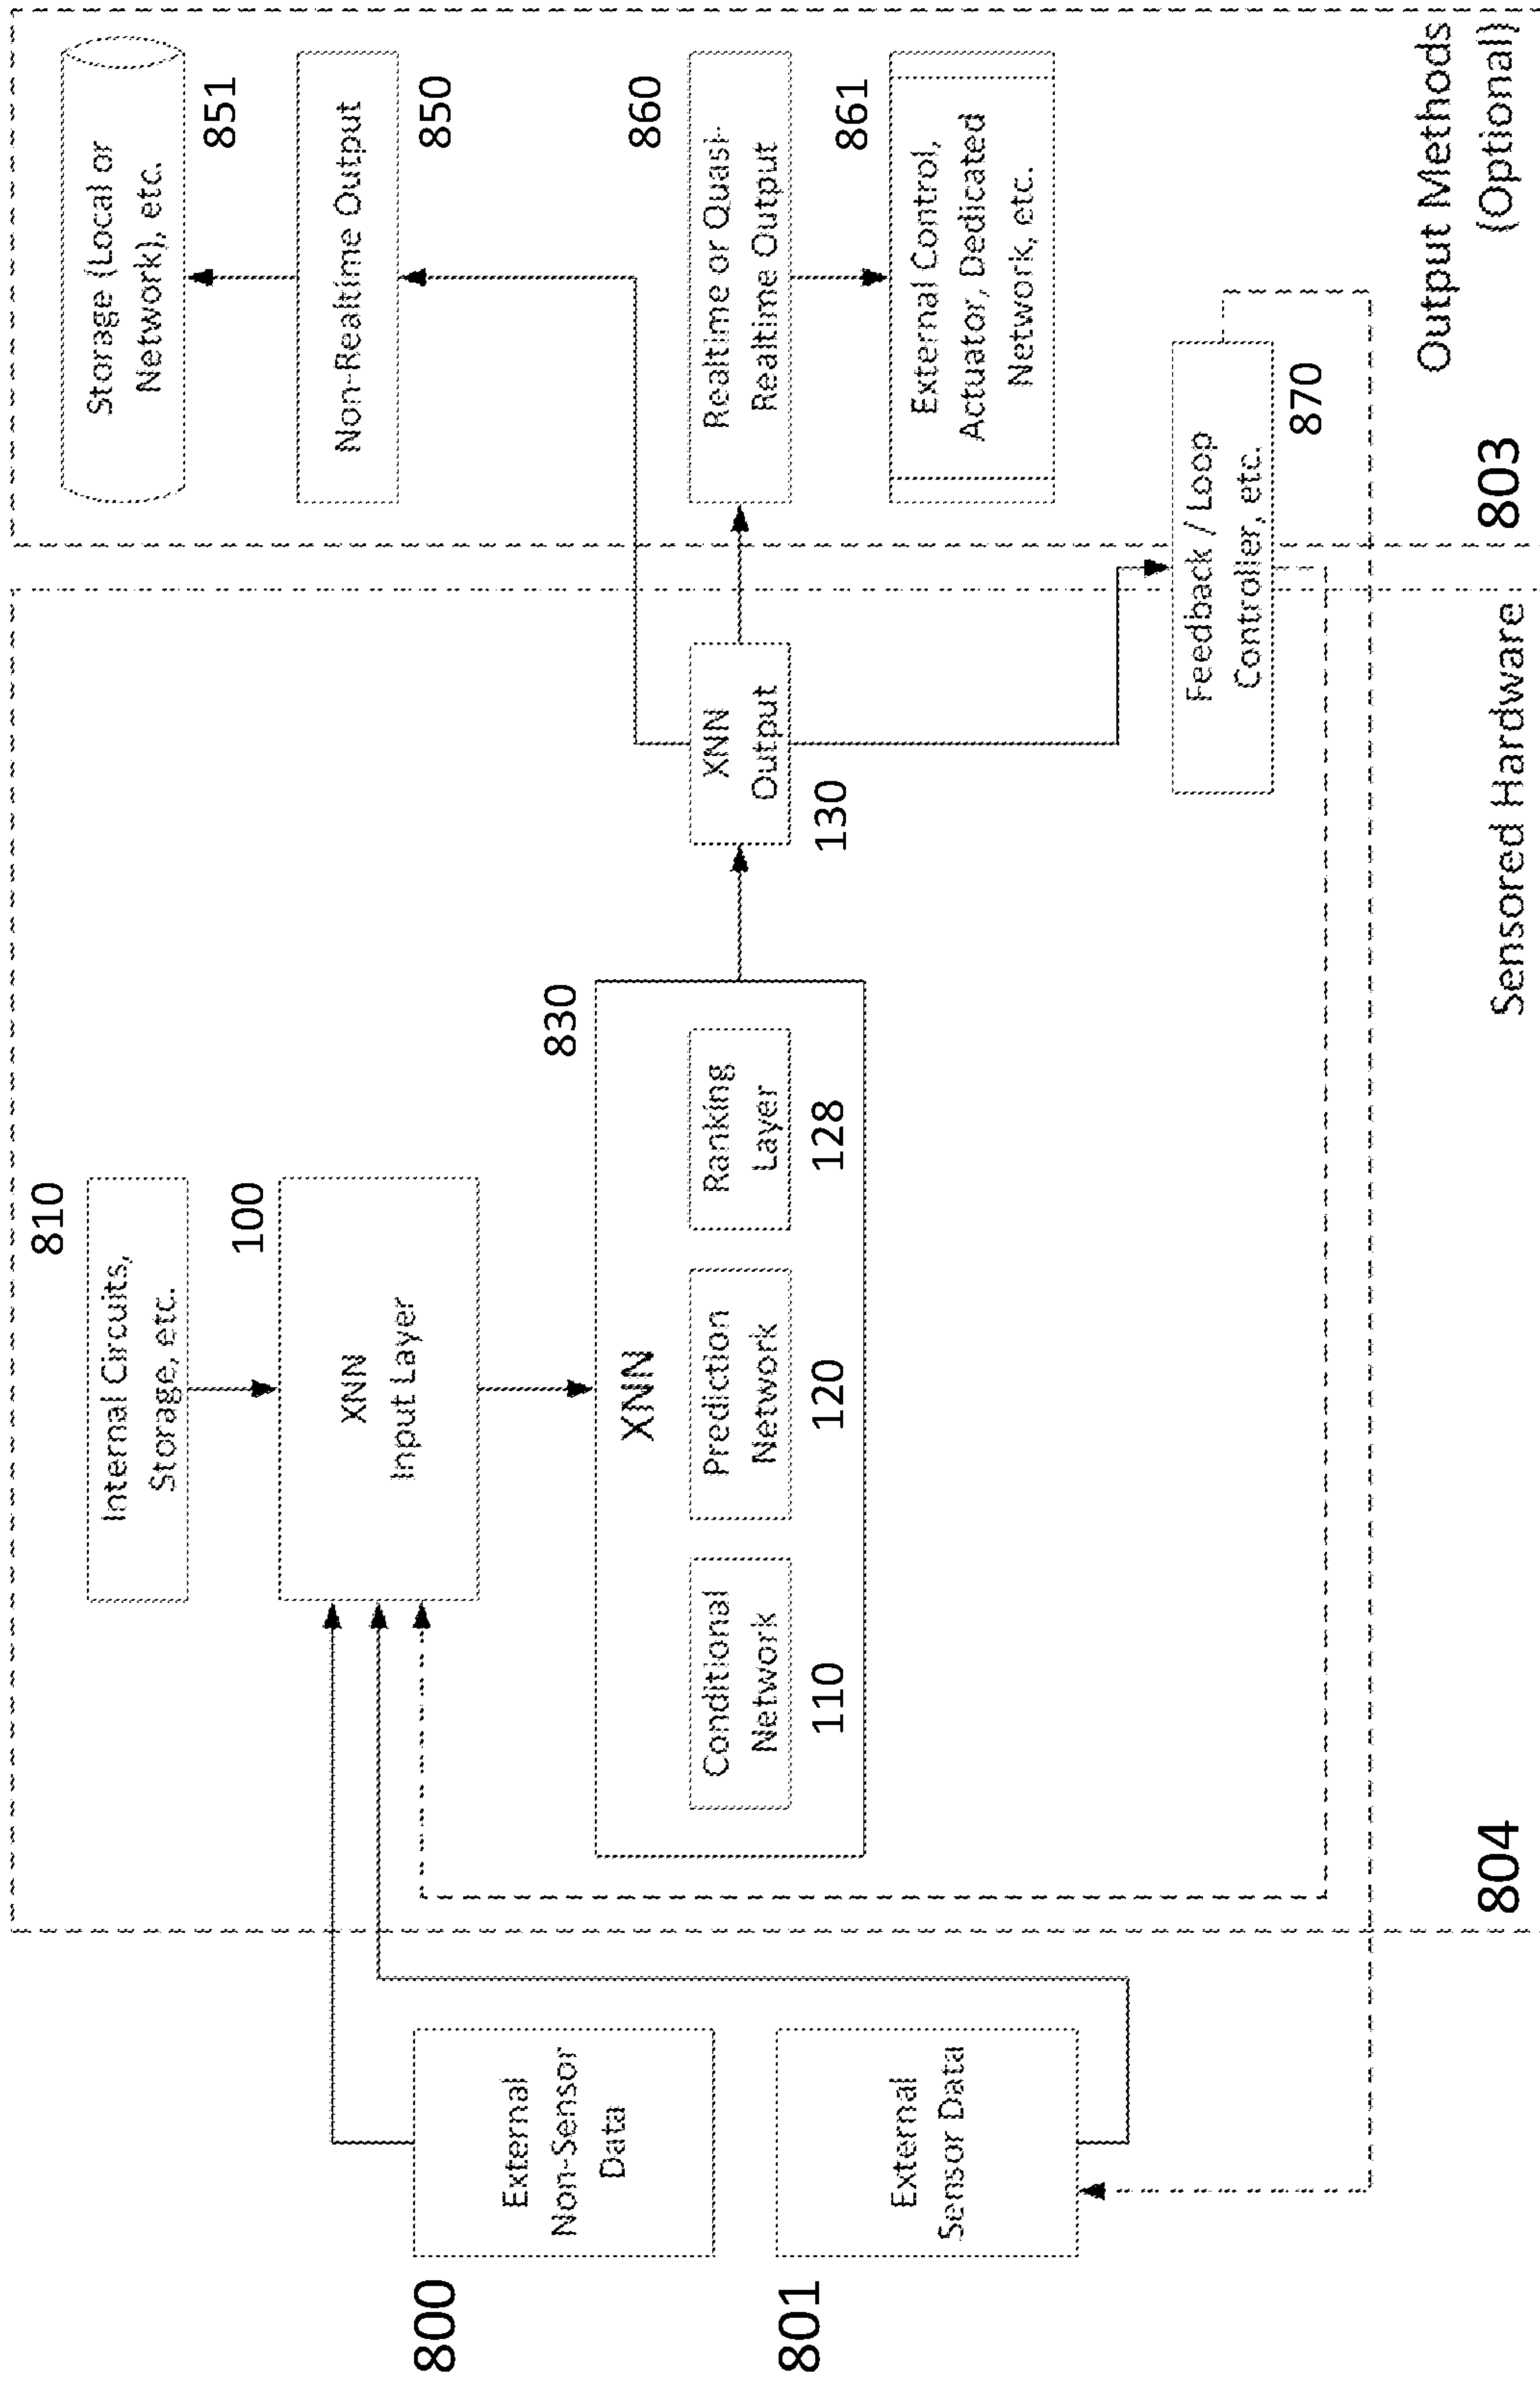 800
External
Non-Sensor
Data
801
External
Sensor Data
810
Internal Circuits,
Storage, etc.
100
XNN
Input Layer
830
XNN
Conditional
Network
110
Prediction
Network
120
Ranking
Layer
128
XNN
Output
130
804
Sensored Hardware
Storage (Local or
Network), etc.
851
Non-Realtime Output
850
860
Realtime or Quasi-
Realtime Output
861
External Control,
Actuator, Dedicated
Network, etc.
Feedback / Loop
Controller, etc.
870
803
Output Methods
(Optional)